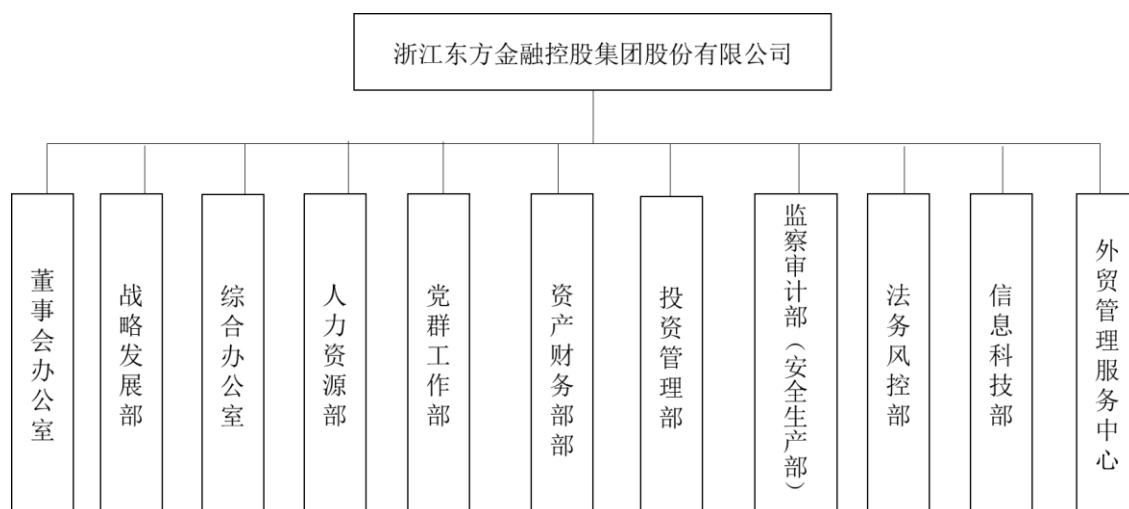 浙江东方金融控股集团股份有限公司
董事会办公室
战略发展部
综合办公室
人力资源部
党群工作部
资产财务部部
投资管理部
监察审计部（安全生产部）
法务风控部
信息科技部
外贸管理服务中心